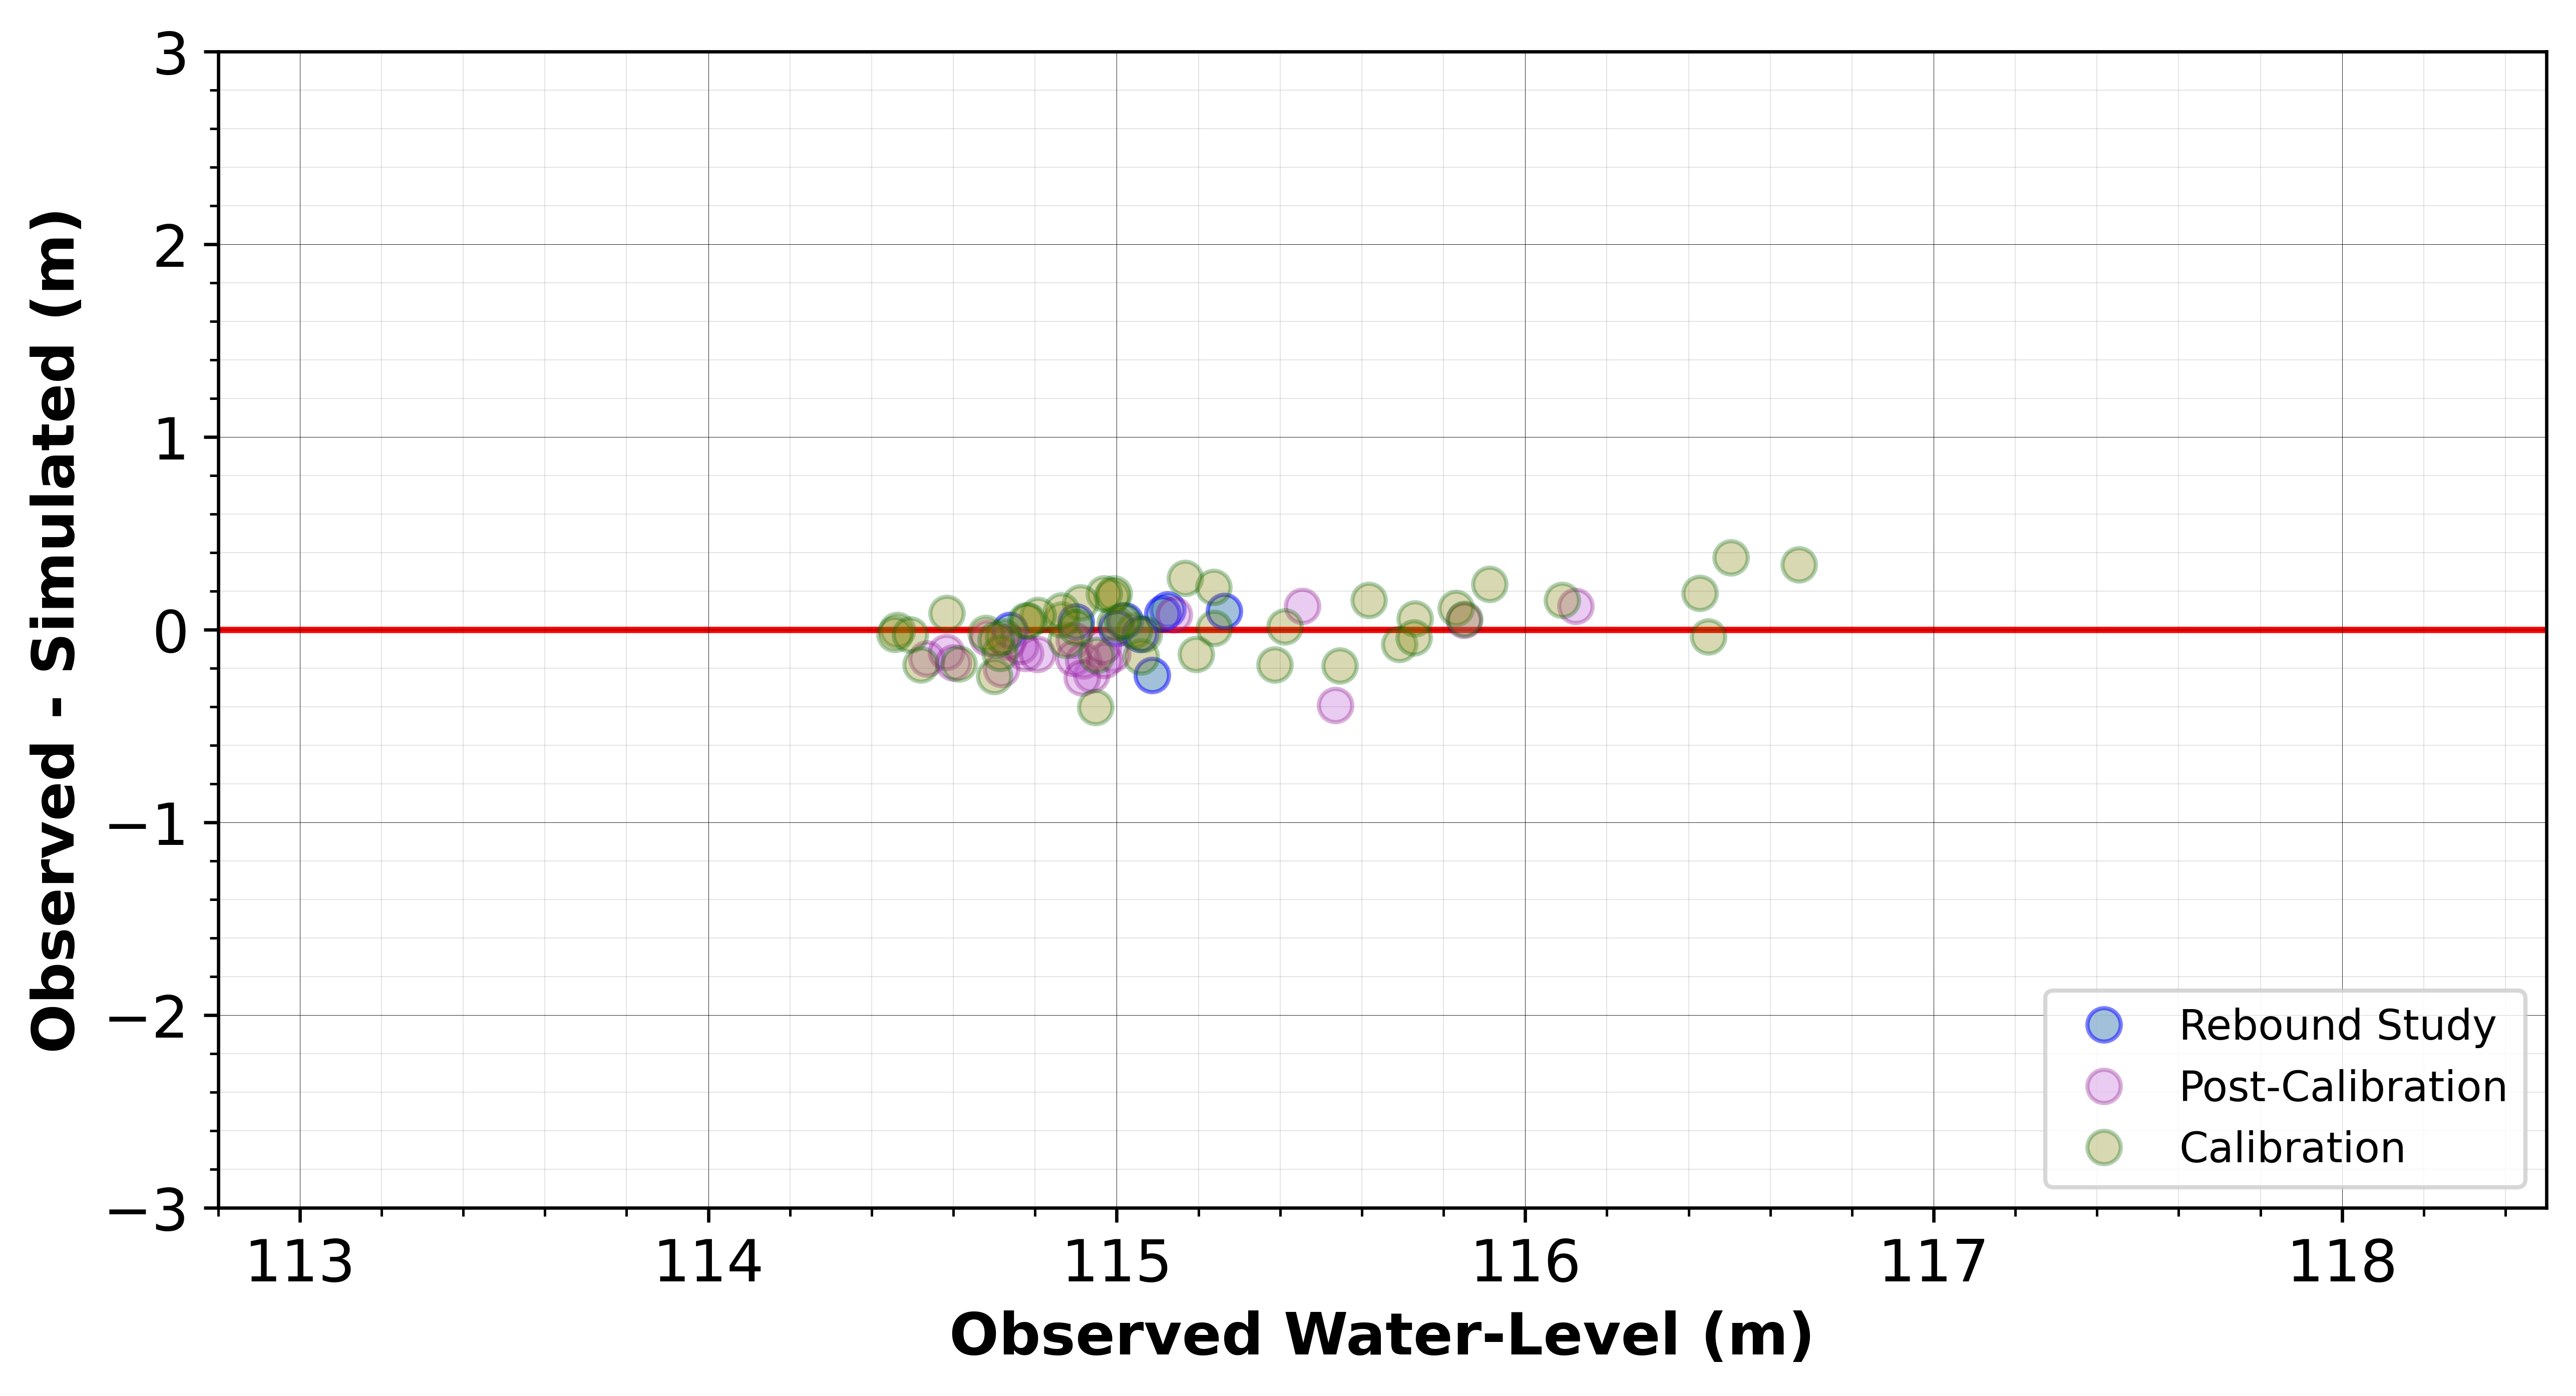 3
2
1
0
−1
−2
−3
Observed - Simulated (m)
Rebound Study
Post-Calibration
Calibration
113 114 115 116 117 118
Observed Water-Level (m)